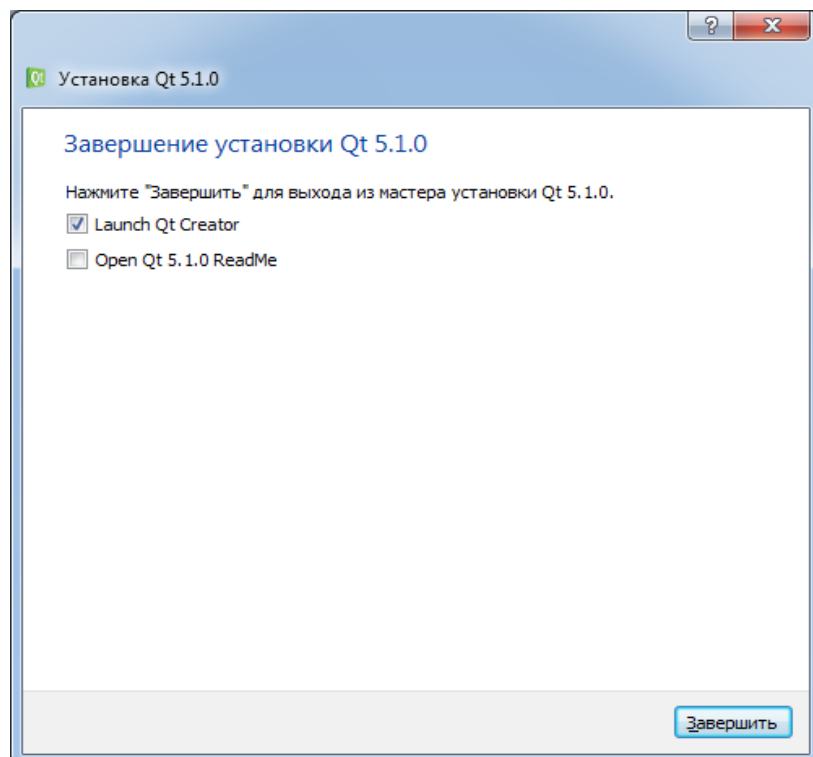 ?
Qt
Установка Qt 5.1.0
Завершение установки Qt 5.1.0
Нажмите "Завершить" для выхода из мастера установки Qt 5.1.0.
Launch Qt Creator
Open Qt 5.1.0 ReadMe
Завершить